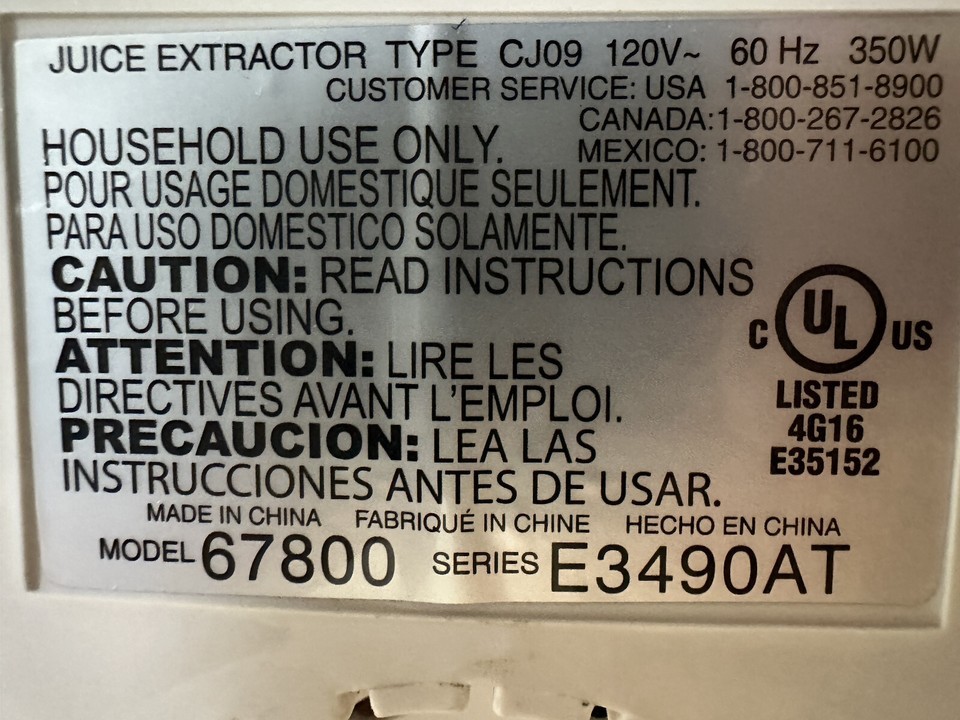 JUICE EXTRACTOR TYPE CJ09 120V~ 60 Hz 350W
CUSTOMER SERVICE: USA 1-800-851-8900
CANADA:1-800-267-2826
HOUSEHOLD USE ONLY. MEXICO: 1-800-711-6100
POUR USAGE DOMESTIQUE SEULEMENT.
PARA USO DOMESTICO SOLAMENTE.
CAUTION: READ INSTRUCTIONS
BEFORE USING.
ATTENTION: LIRE LES
DIRECTIVES AVANT L'EMPLOI.
PRECAUCION: LEA LAS
INSTRUCCIONES ANTES DE USAR.
C UL US
LISTED
4G16
E35152
MADE IN CHINA FABRIQUÉ IN CHINE HECHO EN CHINA
MODEL 67800 SERIES E3490AT